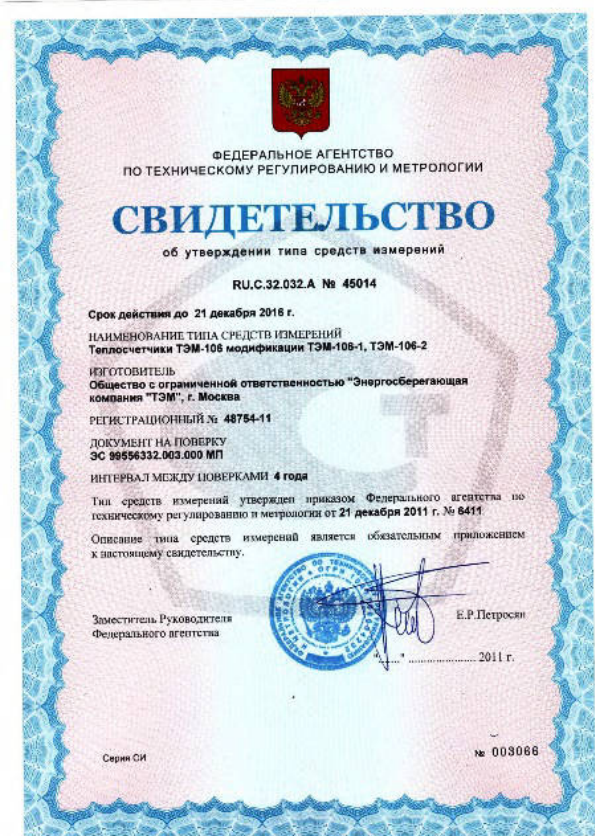 ФЕДЕРАЛЬНОЕ АГЕНТСТВО
ПО ТЕХНИЧЕСКОМУ РЕГУЛИРОВАНИЮ И МЕТРОЛОГИИ
СВИДЕТЕЛЬСТВО
об утверждении типа средств измерений
RU.C.32.032.A № 45014
Срок действия до 21 декабря 2016 г.
НАИМЕНОВАНИЕ ТИПА СРЕДСТВ ИЗМЕРЕНИЙ
Теплосчетчики ТЭМ-106 модификации ТЭМ-106-1, ТЭМ-106-2
ИЗГОТОВИТЕЛЬ
Общество с ограниченной ответственностью "Энергосберегающая
компания "ТЭМ", г. Москва
РЕГИСТРАЦИОННЫЙ № 48754-11
ДОКУМЕНТ НА ПОВЕРКУ
ЭС 99556332.003.000 МП
ИНТЕРВАЛ МЕЖДУ ПОВЕРКАМИ 4 года
Тип средств измерений утвержден приказом Федерального агентства по
техническому регулированию и метрологии от 21 декабря 2011 г. № 6411
Описание типа средств измерений является обязательным приложением
к настоящему свидетельству.
Заместитель Руководителя
Федерального агентства
Е.Р.Петросян
"......" ..................... 2011 г.
Серия СИ
№ 003066